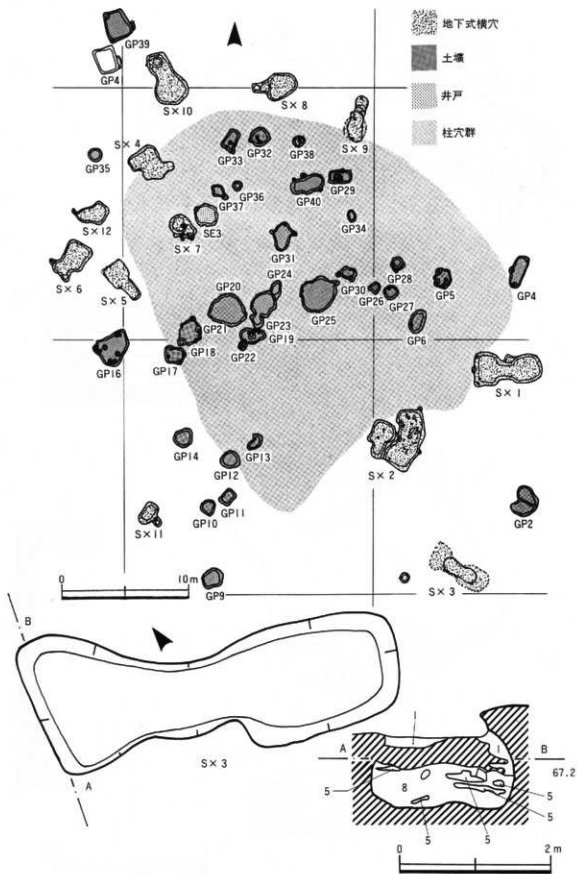 地下式横穴
土壙
井戸
柱穴群
GP39
GP41
S×10
S×8
S×9
S×4
GP33
GP32
GP38
GP35
GP36
GP37
GP40
GP29
S×12
SE3
S×7
GP34
GP31
S×6
S×5
GP20
GP24
GP30
GP28
GP26
GP27
GP5
GP4
GP21
GP23
GP25
GP18
GP19
GP22
GP6
GP16
GP17
S×1
GP14
GP13
GP12
S×2
GP11
GP10
S×11
GP2
GP9
S×3
0 10m
B
A
S×3
A
B
67.2
1
1
8
5
5
5
5
5
0 2m